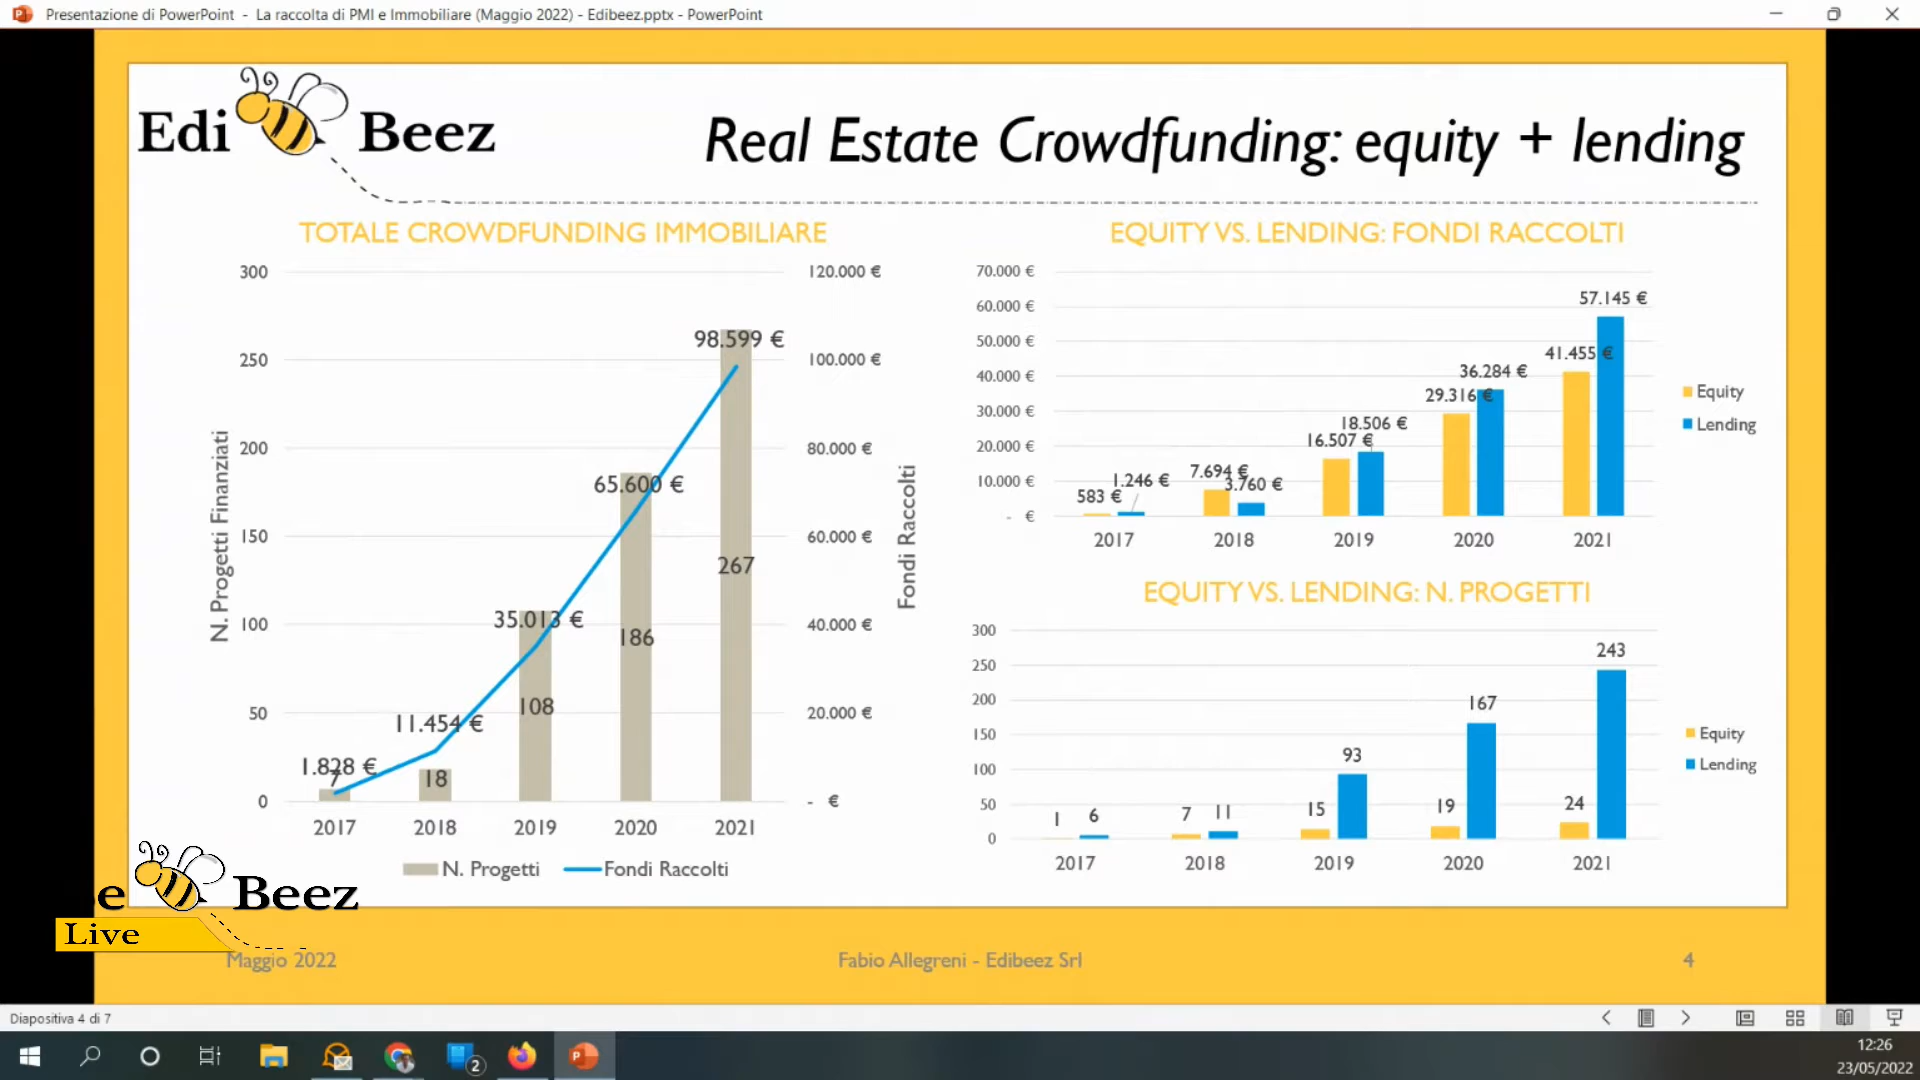 Presentazione di PowerPoint - La raccolta di PMI e Immobiliare (Maggio 2022) - Edibeez.pptx - PowerPoint
Edi Beez
Real Estate Crowdfunding: equity + lending
TOTALE CROWDFUNDING IMMOBILIARE
300
250
200
150
100
50
0
N. Progetti Finanziati
120.000 €
100.000 €
80.000 €
60.000 €
40.000 €
20.000 €
- €
Fondi Raccolti
1.828 €
11.454 €
35.013 €
65.600 €
98.599 €
7
18
108
186
267
2017 2018 2019 2020 2021
N. Progetti Fondi Raccolti
EQUITY VS. LENDING: FONDI RACCOLTI
70.000 €
60.000 €
50.000 €
40.000 €
30.000 €
20.000 €
10.000 €
- €
583 €
1.246 €
7.694 €
3.760 €
16.507 €
18.506 €
29.316 €
36.284 €
41.455 €
57.145 €
2017 2018 2019 2020 2021
Equity
Lending
EQUITY VS. LENDING: N. PROGETTI
300
250
200
150
100
50
0
1 6
7 11
15 93
19 167
24 243
2017 2018 2019 2020 2021
Equity
Lending
Be Beez
Live
Maggio 2022
Fabio Allegreni - Edibeez Srl
4
Diapositiva 4 di 7
2
12:26
23/05/2022